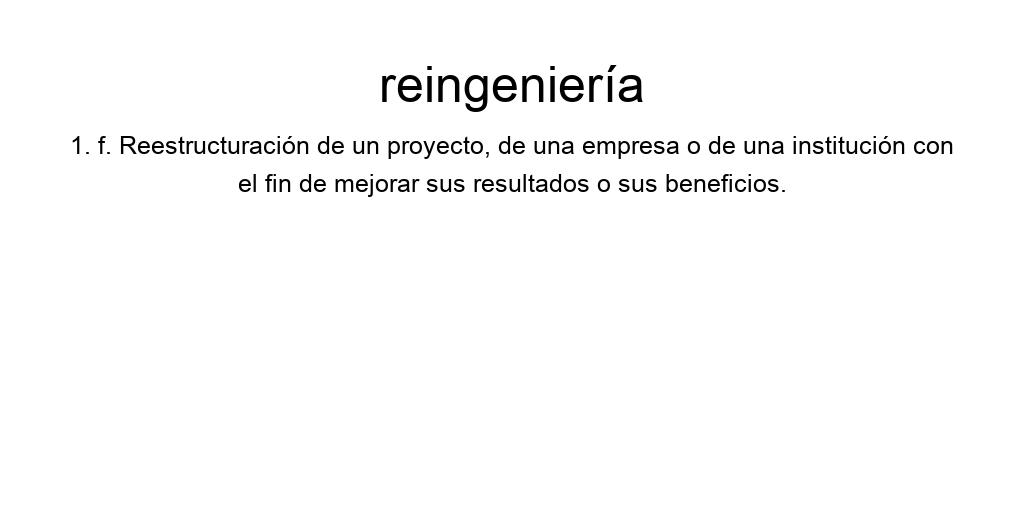 reingeniería
1. f. Reestructuración de un proyecto, de una empresa o de una institución con
el fin de mejorar sus resultados o sus beneficios.